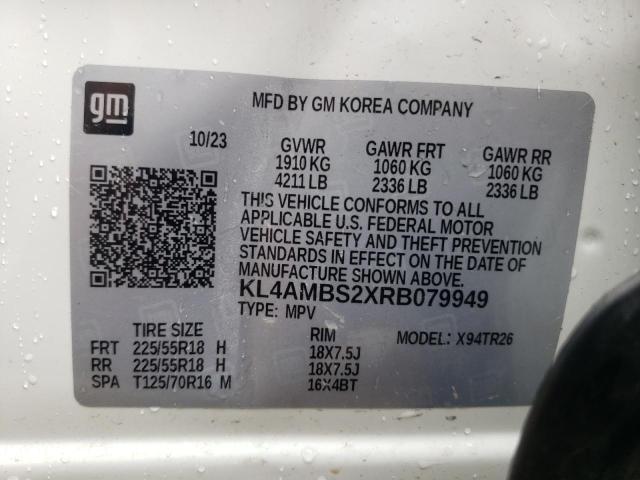 gm
MFD BY GM KOREA COMPANY
10/23
GVWR GAWR FRT GAWR RR
1910 KG 1060 KG 1060 KG
4211 LB 2336 LB 2336 LB
THIS VEHICLE CONFORMS TO ALL
APPLICABLE U.S. FEDERAL MOTOR
VEHICLE SAFETY AND THEFT PREVENTION
STANDARDS IN EFFECT ON THE DATE OF
MANUFACTURE SHOWN ABOVE.
KL4AMBS2XRB079949
TYPE: MPV
TIRE SIZE RIM MODEL: X94TR26
FRT 225/55R18 H 18X7.5J
RR 225/55R18 H 18X7.5J
SPA T125/70R16 M 16X4BT